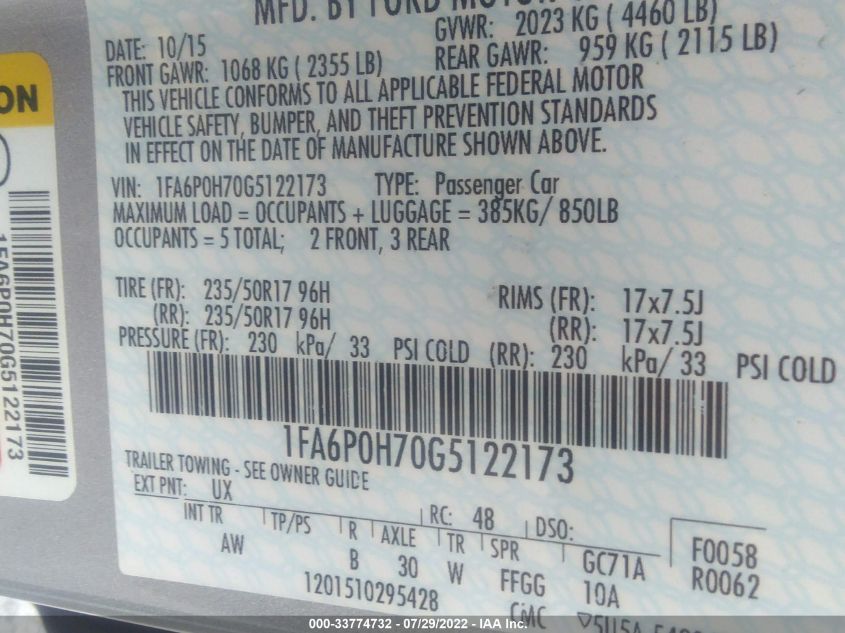 MFD. BY FORD MOTOR
DATE: 10/15
GVWR: 2023 KG ( 4460 LB)
FRONT GAWR: 1068 KG ( 2355 LB)
REAR GAWR: 959 KG ( 2115 LB)
THIS VEHICLE CONFORMS TO ALL APPLICABLE FEDERAL MOTOR
VEHICLE SAFETY, BUMPER, AND THEFT PREVENTION STANDARDS
IN EFFECT ON THE DATE OF MANUFACTURE SHOWN ABOVE.
VIN: 1FA6P0H70G5122173 TYPE: Passenger Car
MAXIMUM LOAD = OCCUPANTS + LUGGAGE = 385KG/ 850LB
OCCUPANTS = 5 TOTAL; 2 FRONT, 3 REAR
TIRE (FR): 235/50R17 96H RIMS (FR): 17x7.5J
(RR): 235/50R17 96H (RR): 17x7.5J
PRESSURE (FR): 230 kPa/ 33 PSI COLD (RR): 230 kPa/ 33 PSI COLD
1FA6P0H70G5122173
TRAILER TOWING - SEE OWNER GUIDE
EXT PNT: UX RC: 48 DSO:
INT TR TP/PS R AXLE TR SPR GC71A F0058
AW B 30 W FFGG 10A R0062
1201510295428 CMC
ON
1FA6P0H70G5122173
000-33774732 - 07/29/2022 - IAA Inc.